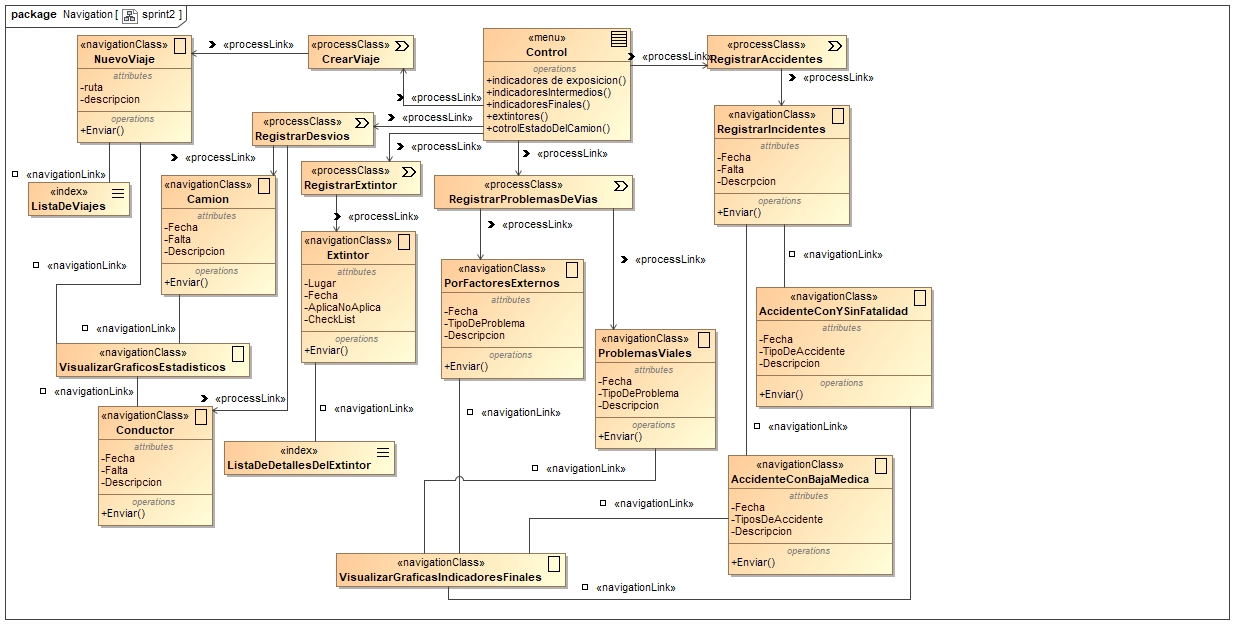 package Navigation [ sprint2 ]
«navigationClass»
NuevoViaje
attributes
-ruta
-descripcion
operations
+Enviar()
«processLink»
«processClass»
CrearViaje
«processLink»
«menu»
Control
operations
+indicadores de exposicion()
+indicadoresIntermedios()
+indicadoresFinales()
+extintores()
+cotrolEstadoDelCamion()
«processLink»
«processClass»
RegistrarAccidentes
«processLink»
«navigationClass»
RegistrarIncidentes
attributes
-Fecha
-Falta
-Descrpcion
operations
+Enviar()
«processClass»
RegistrarDesvios
«processLink»
«processLink»
«processLink»
«processLink»
«navigationLink»
«index»
ListaDeViajes
«navigationClass»
Camion
attributes
-Fecha
-Falta
-Descripcion
operations
+Enviar()
«processClass»
RegistrarExtintor
«processLink»
«processClass»
RegistrarProblemasDeVias
«processLink»
«processLink»
«navigationLink»
«navigationLink»
«navigationClass»
Extintor
attributes
-Lugar
-Fecha
-AplicaNoAplica
-CheckList
operations
+Enviar()
«navigationClass»
PorFactoresExternos
attributes
-Fecha
-TipoDeProblema
-Descripcion
operations
+Enviar()
«navigationClass»
ProblemasViales
attributes
-Fecha
-TipoDeProblema
-Descripcion
operations
+Enviar()
«navigationClass»
AccidenteConYSinFatalidad
attributes
-Fecha
-TipoDeAccidente
-Descripcion
operations
+Enviar()
«navigationLink»
«navigationClass»
VisualizarGraficosEstadisticos
«navigationLink»
«processLink»
«navigationClass»
Conductor
attributes
-Fecha
-Falta
-Descripcion
operations
+Enviar()
«navigationLink»
«index»
ListaDeDetallesDelExtintor
«navigationLink»
«navigationLink»
«navigationLink»
«navigationClass»
AccidenteConBajaMedica
attributes
-Fecha
-TiposDeAccidente
-Descripcion
operations
+Enviar()
«navigationLink»
«navigationClass»
VisualizarGraficasIndicadoresFinales
«navigationLink»